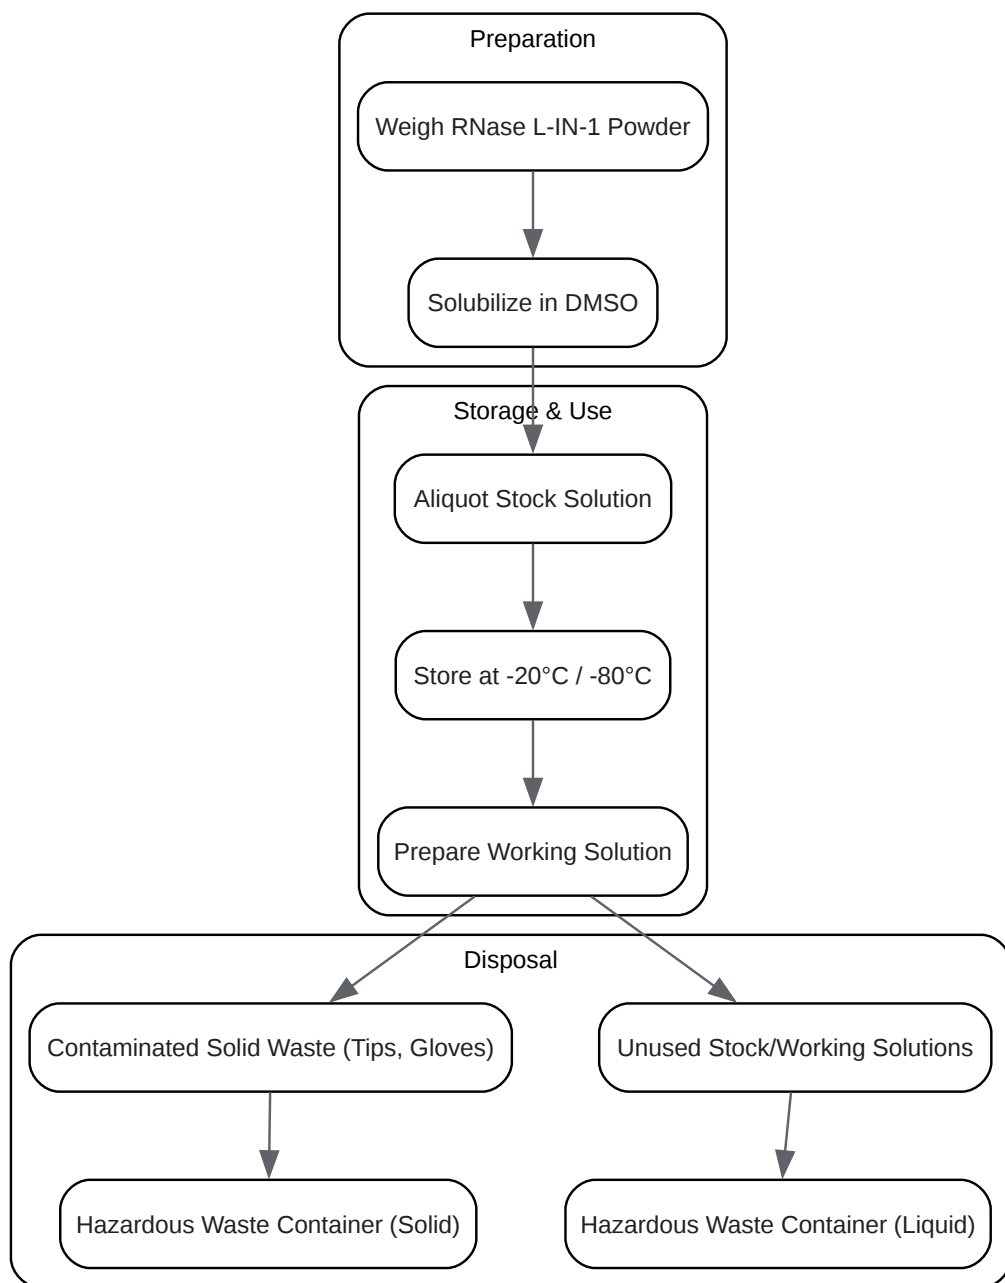 Preparation
Weigh RNase L-IN-1 Powder
Solubilize in DMSO
Storage & Use
Aliquot Stock Solution
Store at -20°C / -80°C
Prepare Working Solution
Disposal
Contaminated Solid Waste (Tips, Gloves)
Unused Stock/Working Solutions
Hazardous Waste Container (Solid)
Hazardous Waste Container (Liquid)